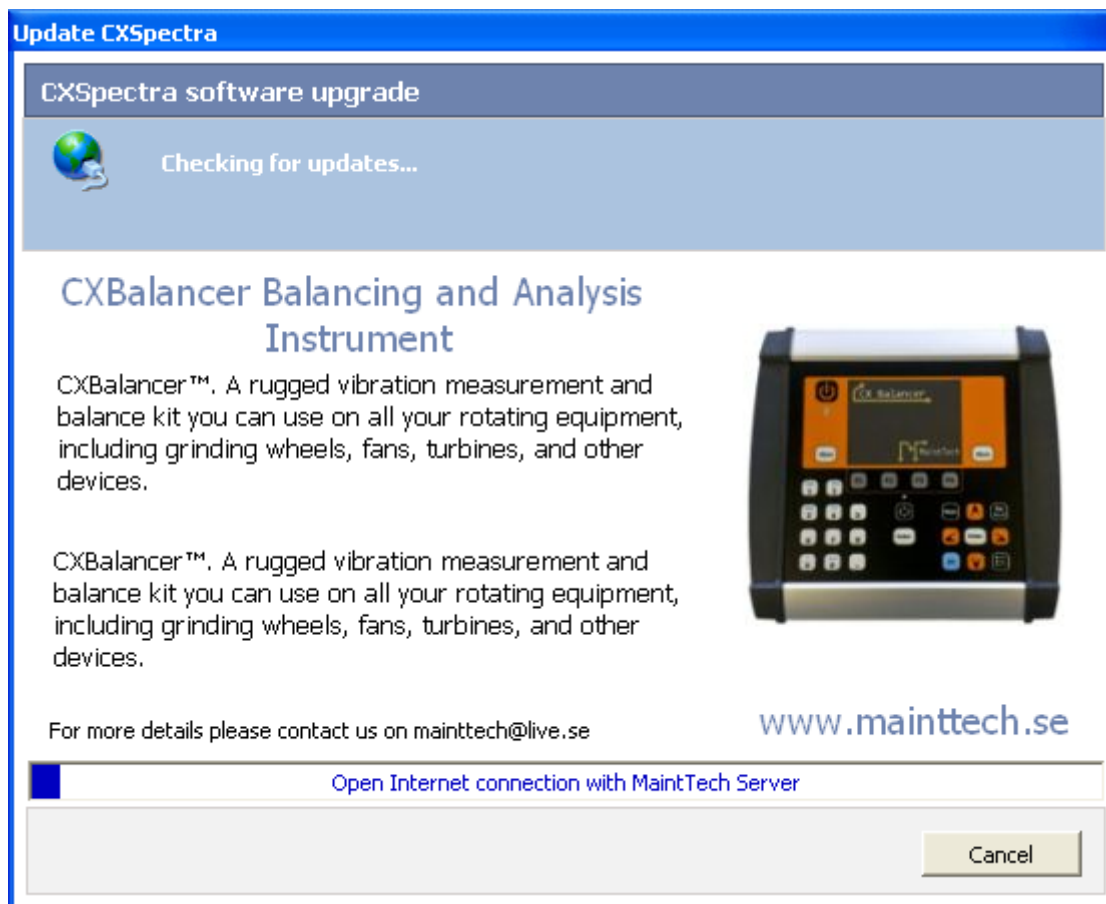 Update CXSpectra
CXSpectra software upgrade
Checking for updates...
CXBalancer Balancing and Analysis
Instrument
CXBalancer™. A rugged vibration measurement and
balance kit you can use on all your rotating equipment,
including grinding wheels, fans, turbines, and other
devices.
CX Balancer
MaintTech
CXBalancer™. A rugged vibration measurement and
balance kit you can use on all your rotating equipment,
including grinding wheels, fans, turbines, and other
devices.
For more details please contact us on mainttech@live.se
www.mainttech.se
Open Internet connection with MaintTech Server
Cancel